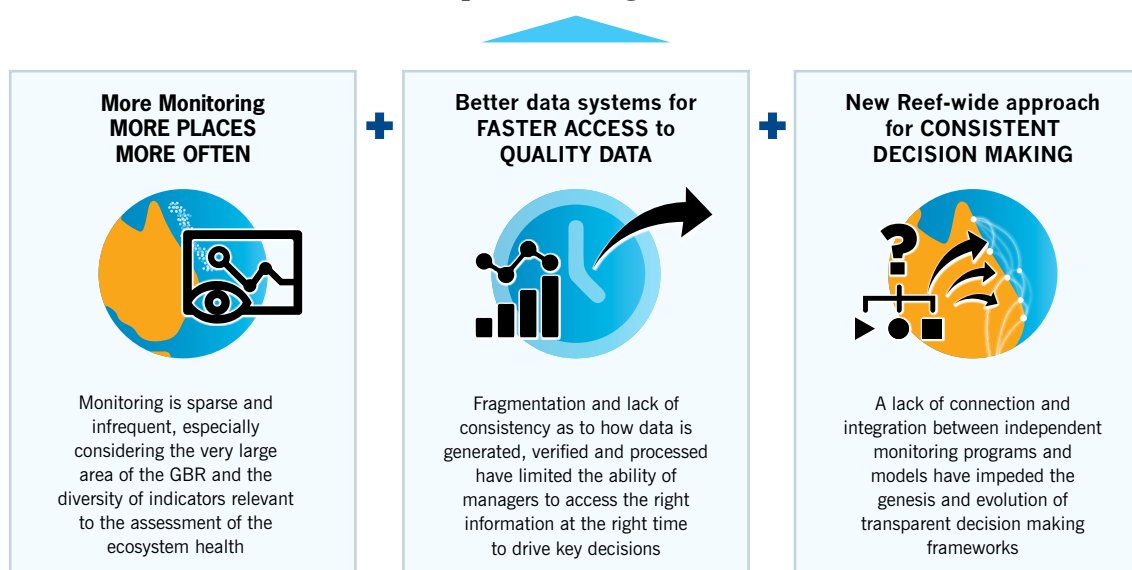 More Monitoring
MORE PLACES
MORE OFTEN
Monitoring is sparse and
infrequent, especially
considering the very large
area of the GBR and the
diversity of indicators relevant
to the assessment of the
ecosystem health
Better data systems for
FASTER ACCESS to
QUALITY DATA
Fragmentation and lack of
consistency as to how data is
generated, verified and processed
have limited the ability of
managers to access the right
information at the right time
to drive key decisions
New Reef-wide approach
for CONSISTENT
DECISION MAKING
?
A lack of connection and
integration between independent
monitoring programs and
models have impeded the
genesis and evolution of
transparent decision making
frameworks